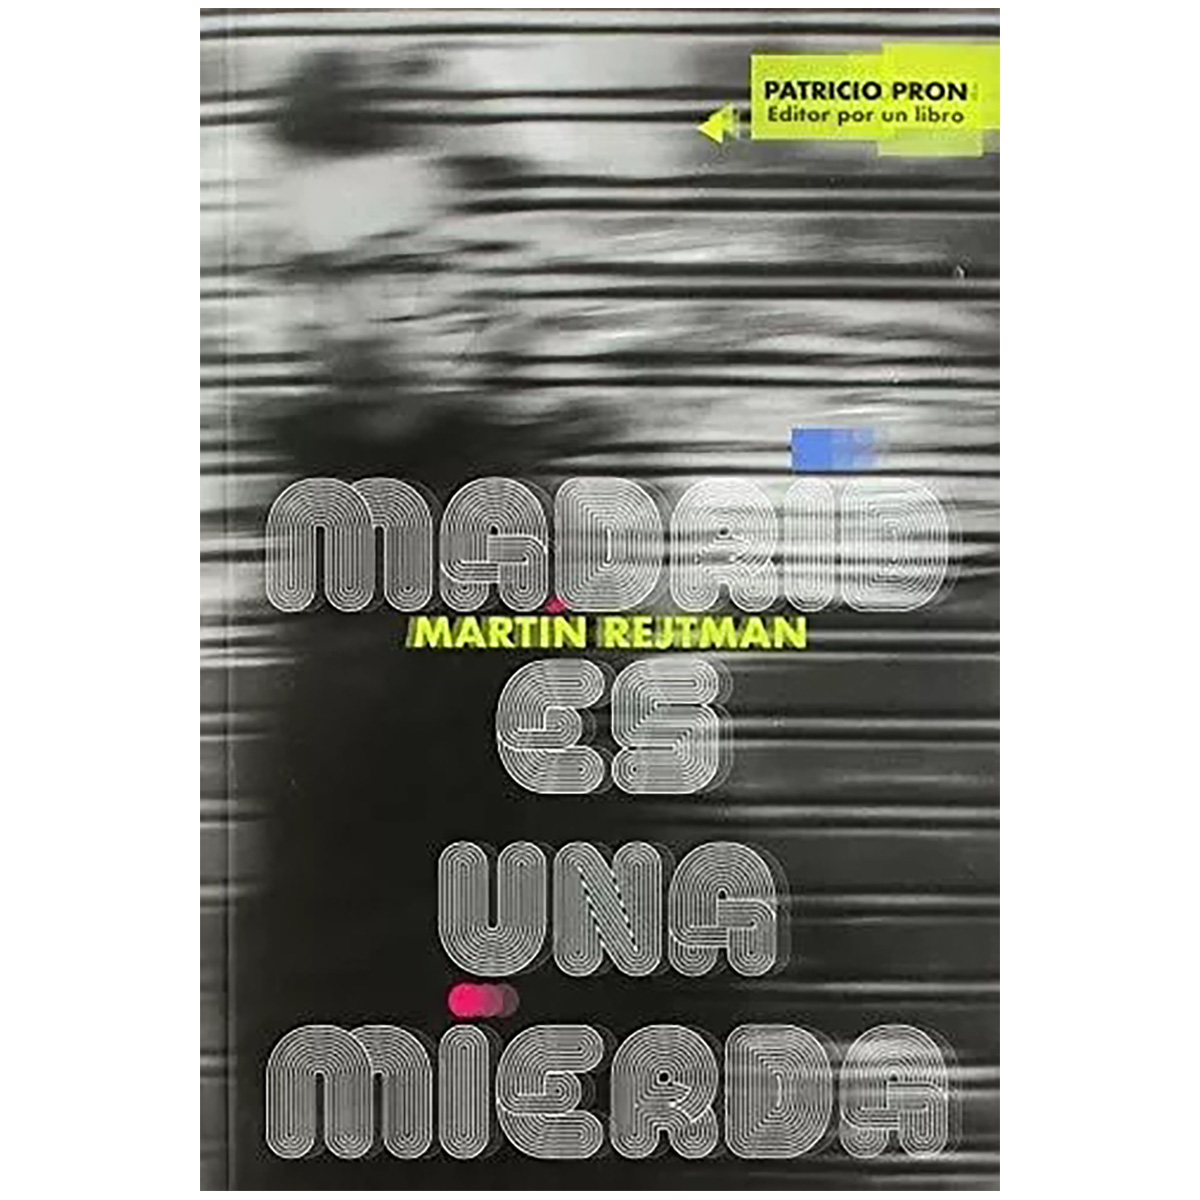 PATRICIO PRON
Editor por un libro
MADRID
MARTÍN REJTMAN
ES
UNA
MIERDA